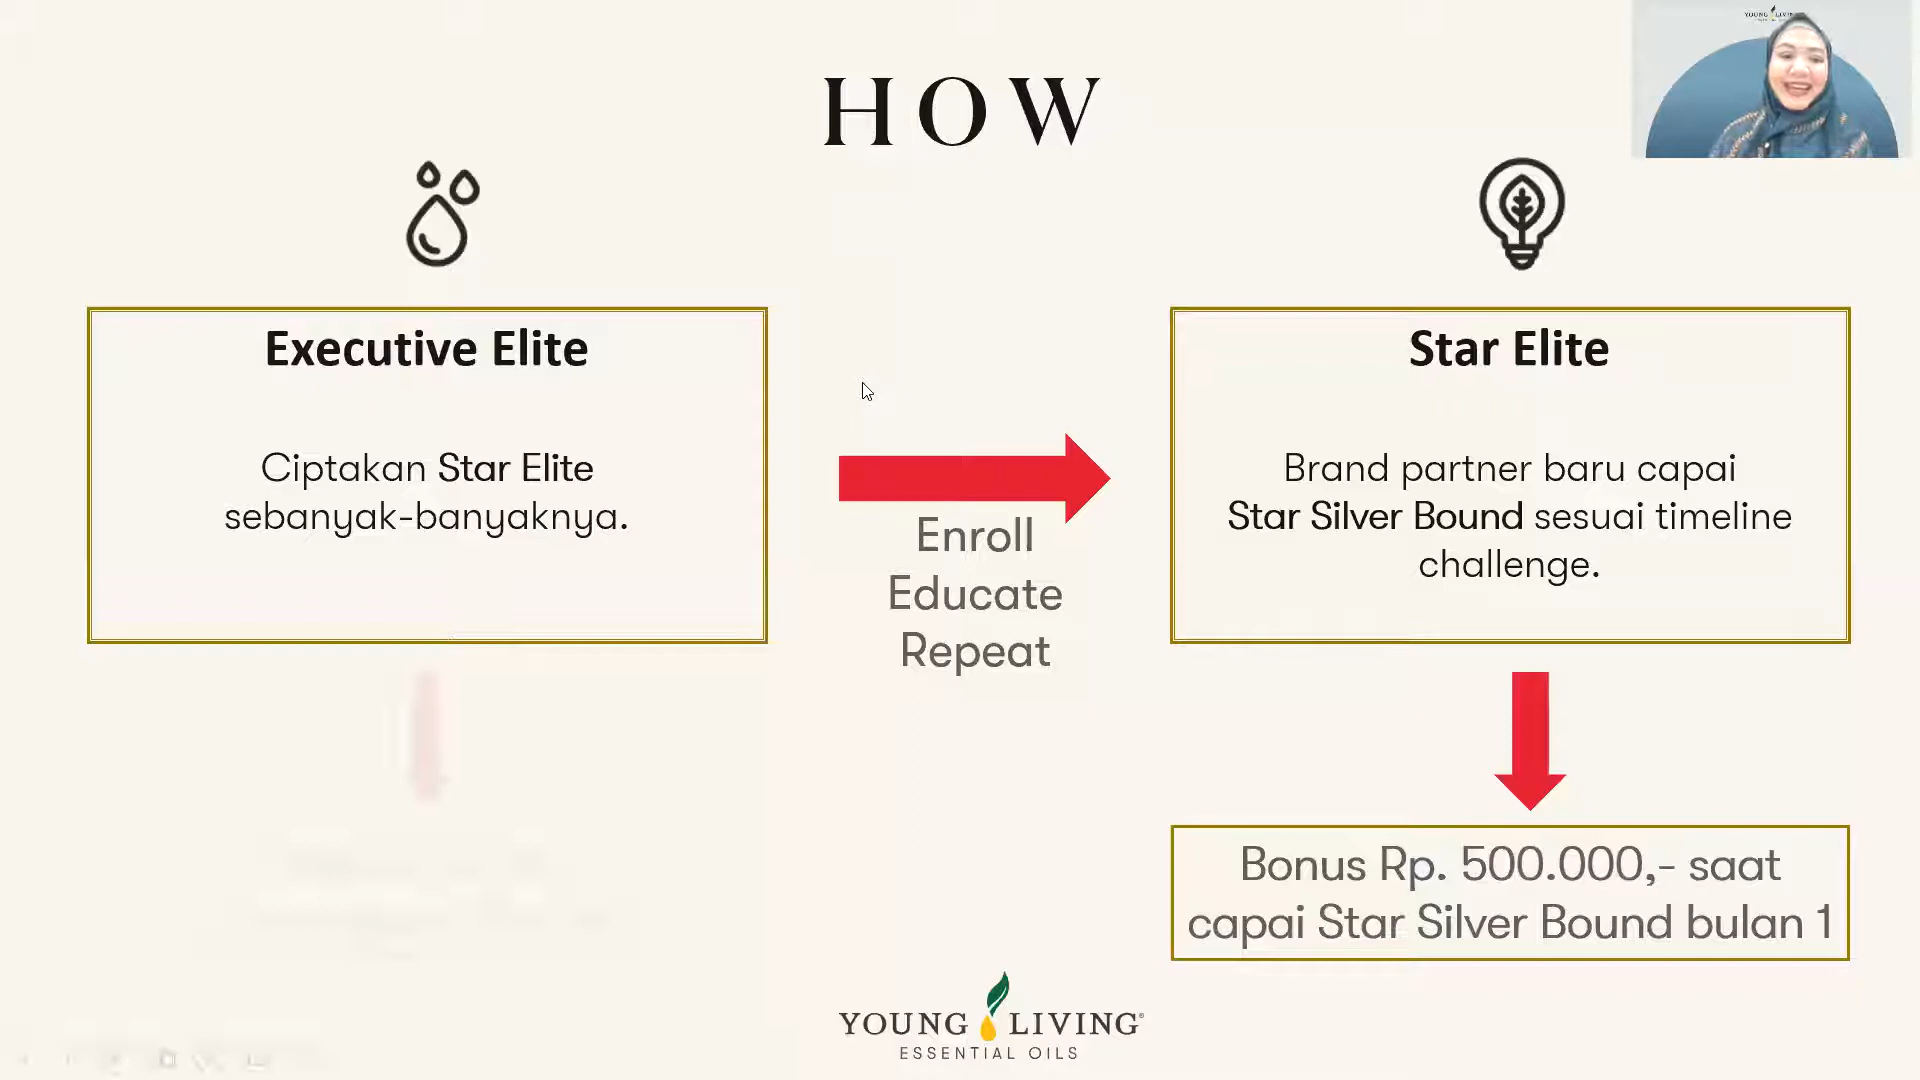 HOW
Executive Elite
Ciptakan Star Elite
sebanyak-banyaknya.
Enroll
Educate
Repeat
Star Elite
Brand partner baru capai
Star Silver Bound sesuai timeline
challenge.
Bonus Rp. 500.000,- saat
capai Star Silver Bound bulan 1
YOUNG LIVING®
ESSENTIAL OILS